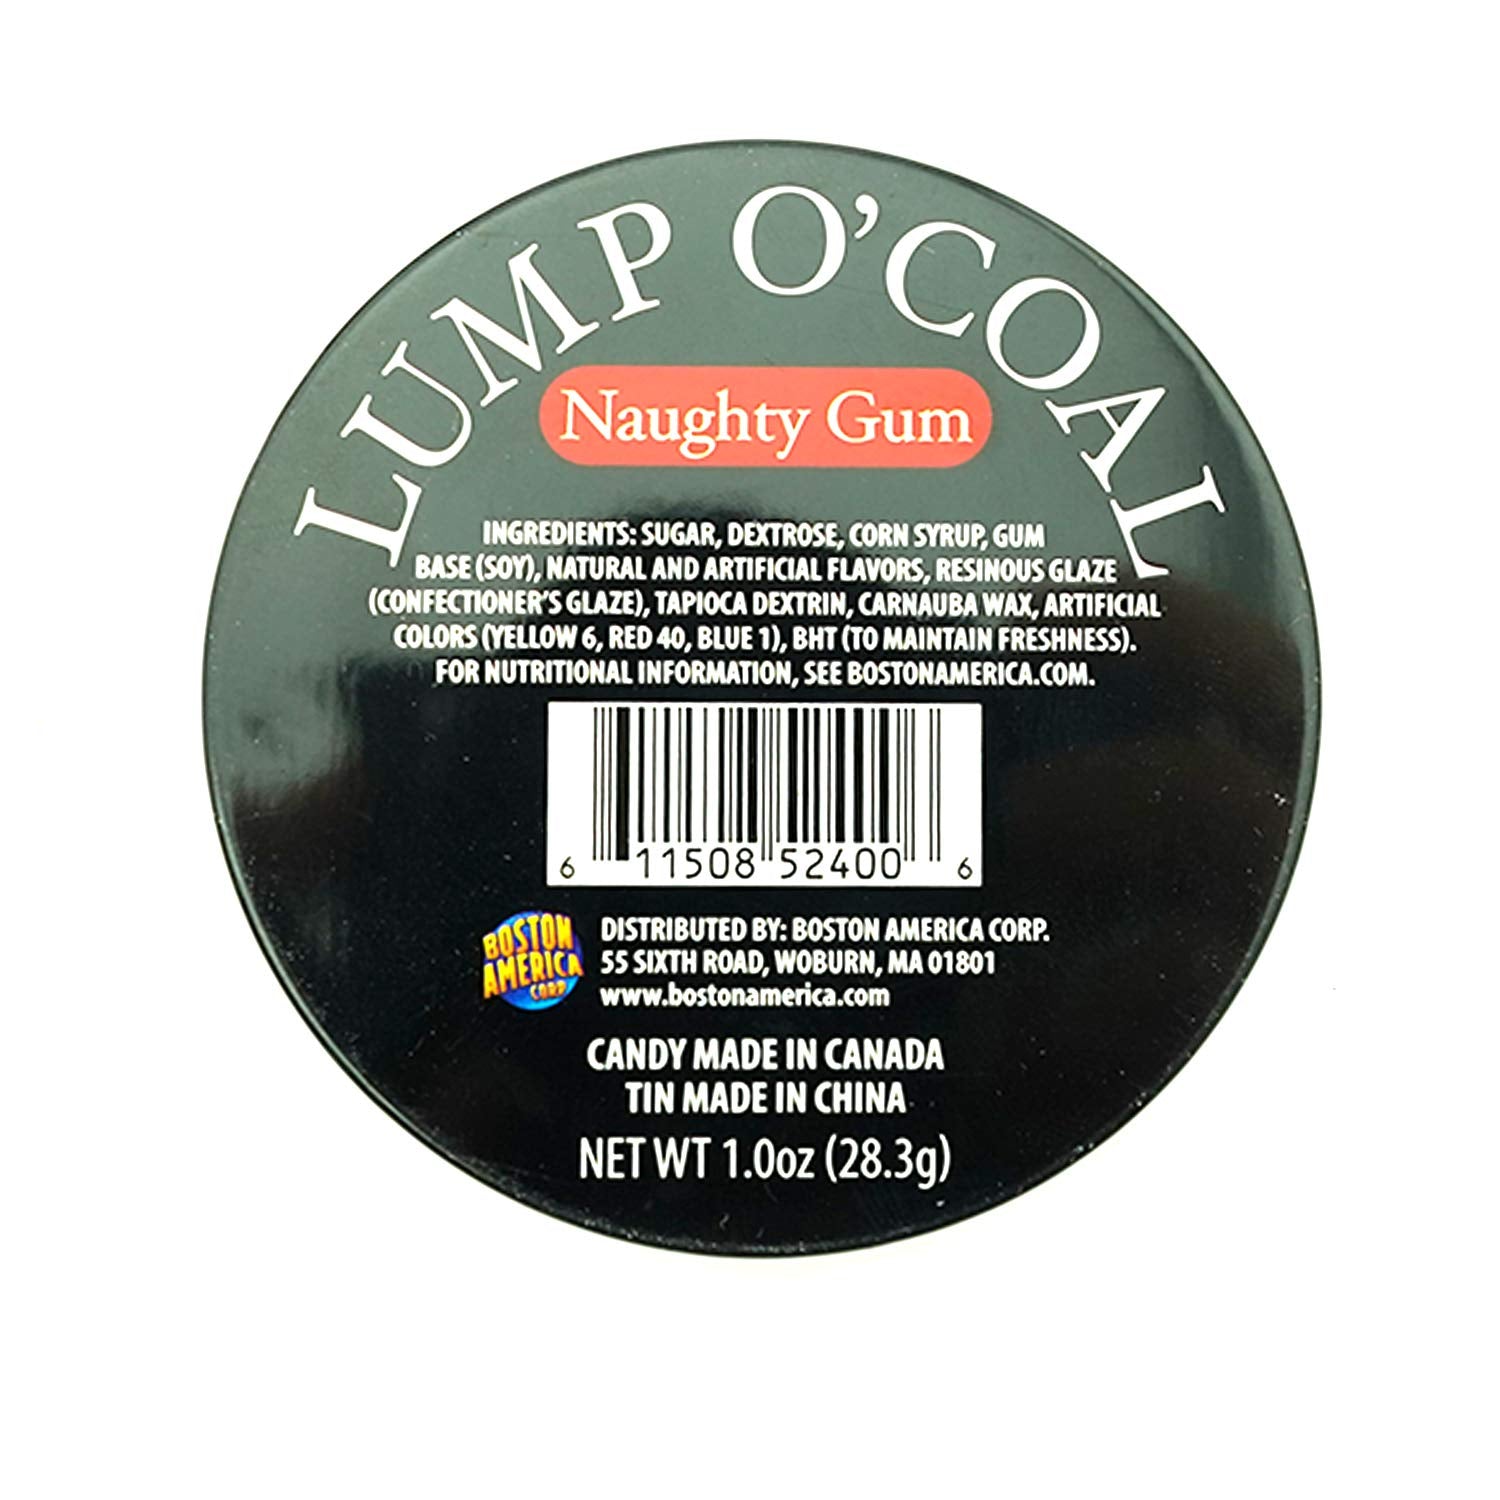 LUMP O'COAL
Naughty Gum
INGREDIENTS: SUGAR, DEXTROSE, CORN SYRUP, GUM
BASE (SOY), NATURAL AND ARTIFICIAL FLAVORS, RESINOUS GLAZE
(CONFECTIONER'S GLAZE), TAPIOCA DEXTRIN, CARNAUBA WAX, ARTIFICIAL
COLORS (YELLOW 6, RED 40, BLUE 1), BHT (TO MAINTAIN FRESHNESS).
FOR NUTRITIONAL INFORMATION, SEE BOSTONAMERICA.COM.
6 11508 52400 6
BOSTON
AMERICA
CORP
DISTRIBUTED BY: BOSTON AMERICA CORP.
55 SIXTH ROAD, WOBURN, MA 01801
www.bostonamerica.com
CANDY MADE IN CANADA
TIN MADE IN CHINA
NET WT 1.0oz (28.3g)